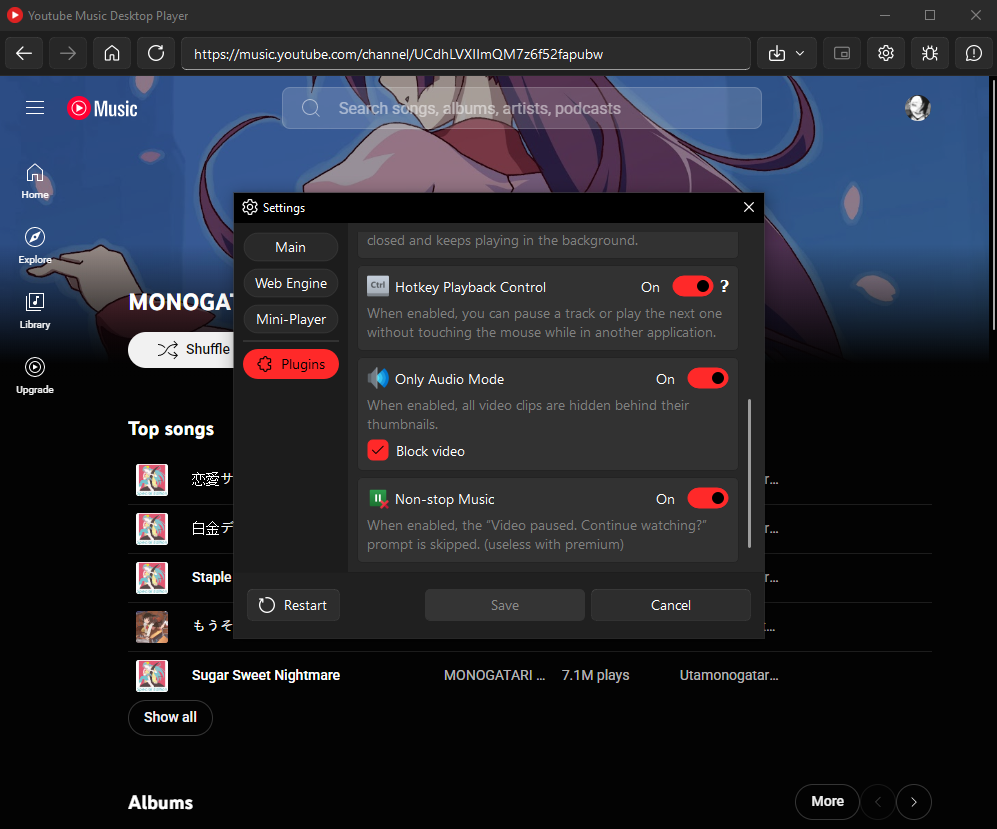 Youtube Music Desktop Player
https://music.youtube.com/channel/UCdhLVXIImQM7z6f52fapubw
Music
Search songs, albums, artists, podcasts
Home
Explore
Library
Upgrade
MONOGAT
Shuffle
Settings
Main
Web Engine
Mini-Player
Plugins
closed and keeps playing in the background.
Ctrl Hotkey Playback Control On ?
When enabled, you can pause a track or play the next one
without touching the mouse while in another application.
Only Audio Mode On
When enabled, all video clips are hidden behind their
thumbnails.
Block video
Non-stop Music On
When enabled, the "Video paused. Continue watching?"
prompt is skipped. (useless with premium)
Restart Save Cancel
Top songs
恋愛サ r...
白金デ r...
Staple r...
もうそ
Sugar Sweet Nightmare MONOGATARI ... 7.1M plays Utamonogatar...
Show all
Albums More